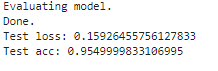 Evaluating model.
Done.
Test loss: 0.15926455756127833
Test acc: 0.9549999833106995